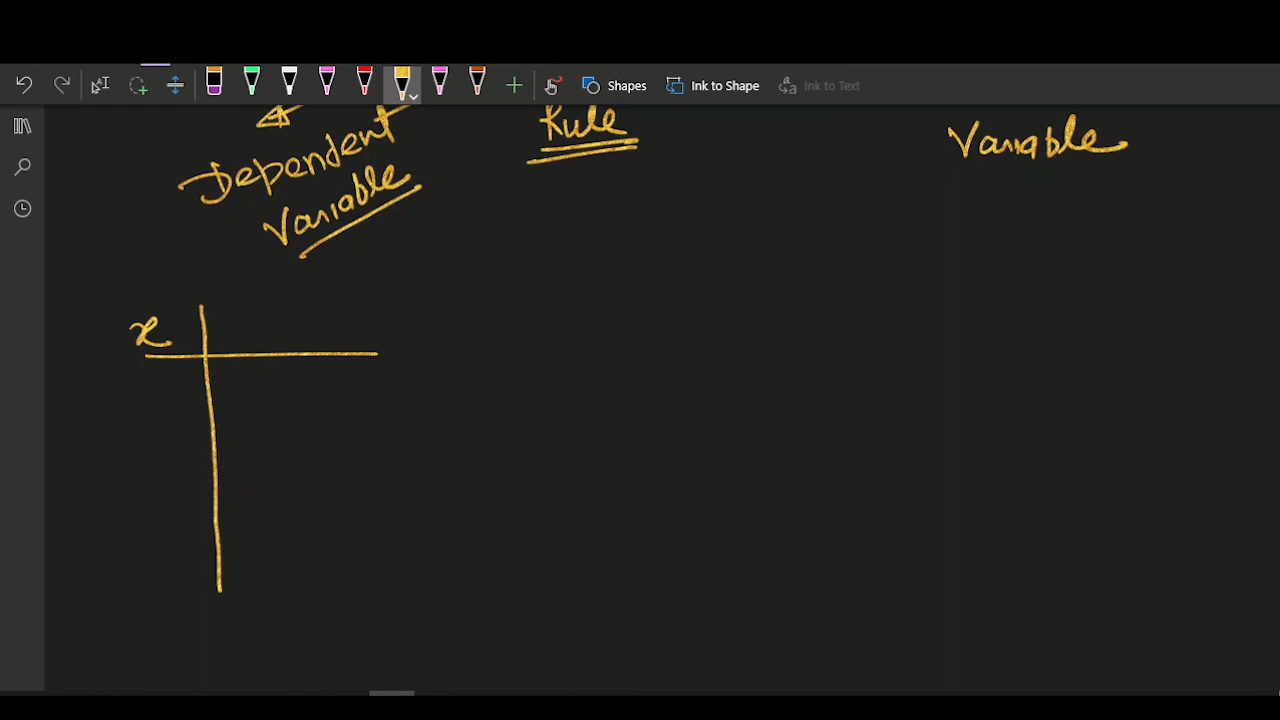 Shapes
Ink to Shape
Ink to Text
Dependent
Variable
Rule
Variable
x